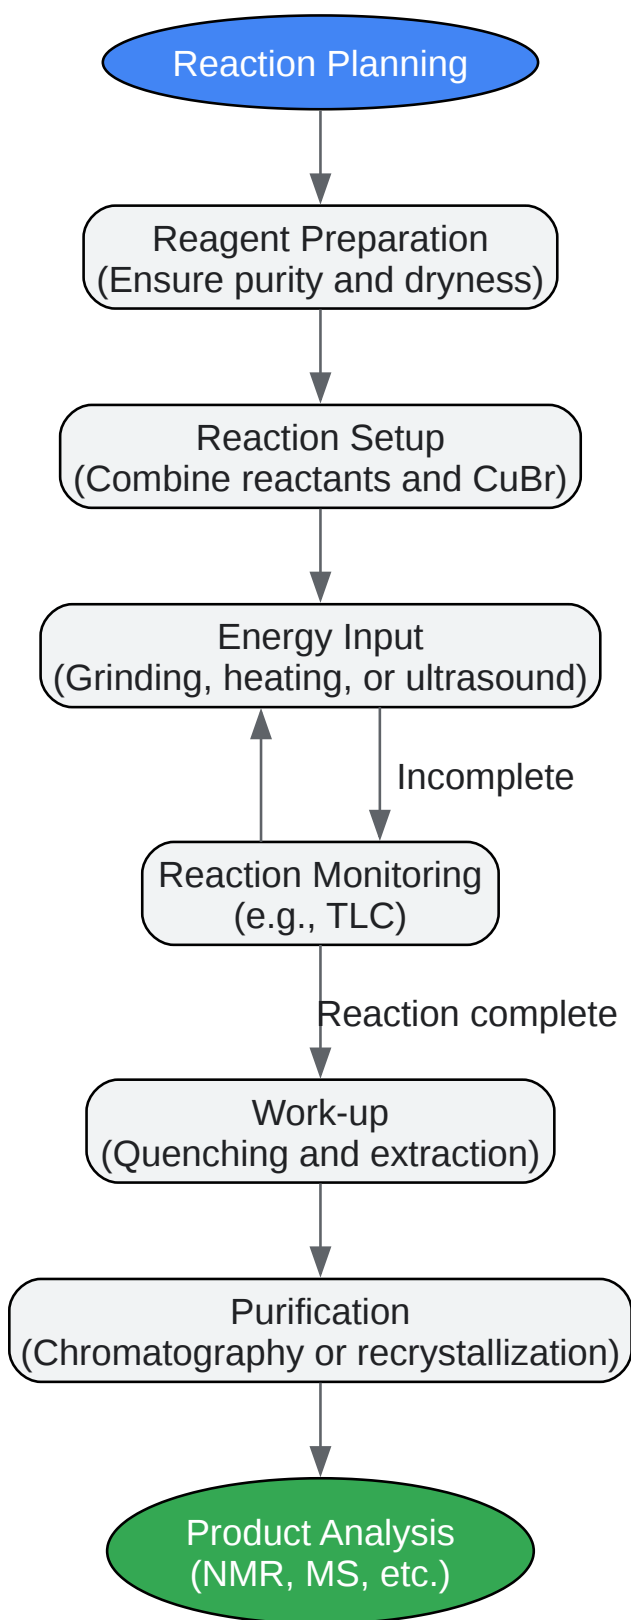 Reaction Planning
Reagent Preparation
(Ensure purity and dryness)
Reaction Setup
(Combine reactants and CuBr)
Energy Input
(Grinding, heating, or ultrasound)
Incomplete
Reaction Monitoring
(e.g., TLC)
Reaction complete
Work-up
(Quenching and extraction)
Purification
(Chromatography or recrystallization)
Product Analysis
(NMR, MS, etc.)